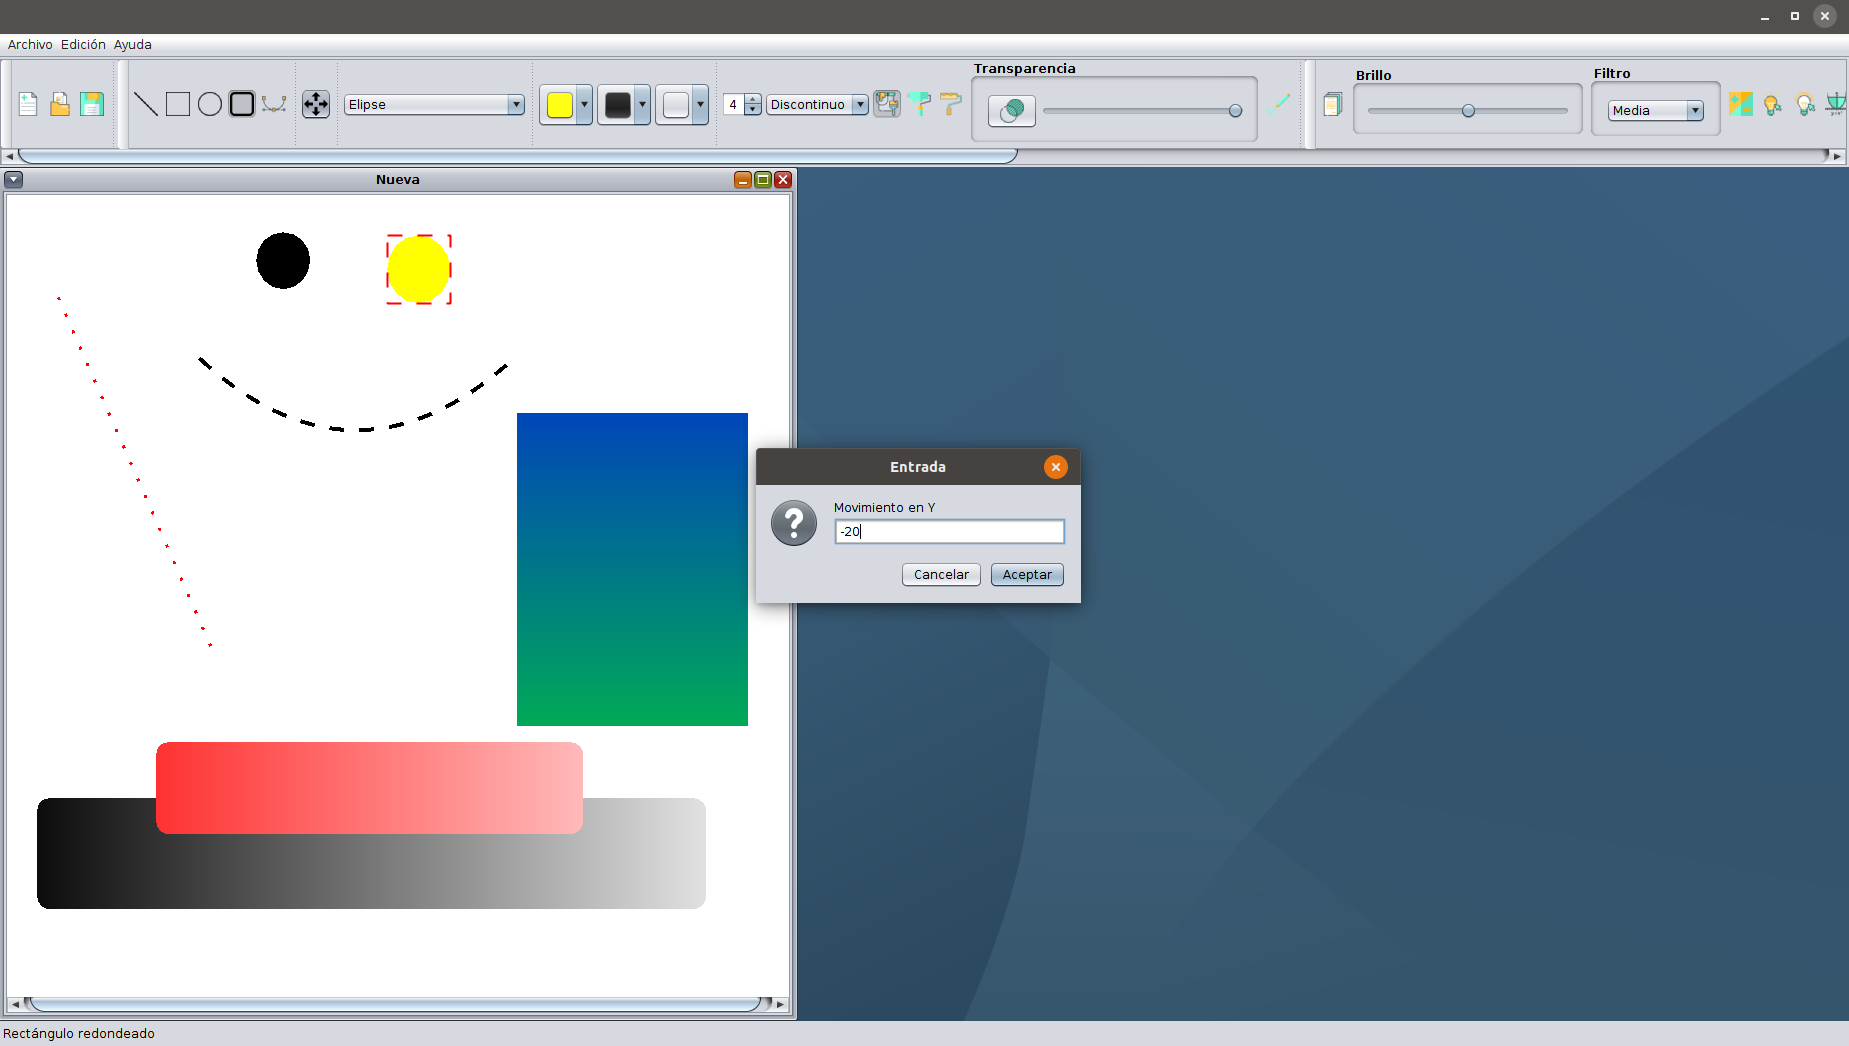 Archivo Edición Ayuda
Transparencia
Brillo
Filtro
Elipse
4
Discontinuo
Media
Nueva
Entrada
Movimiento en Y
-20
Cancelar Aceptar
Rectángulo redondeado